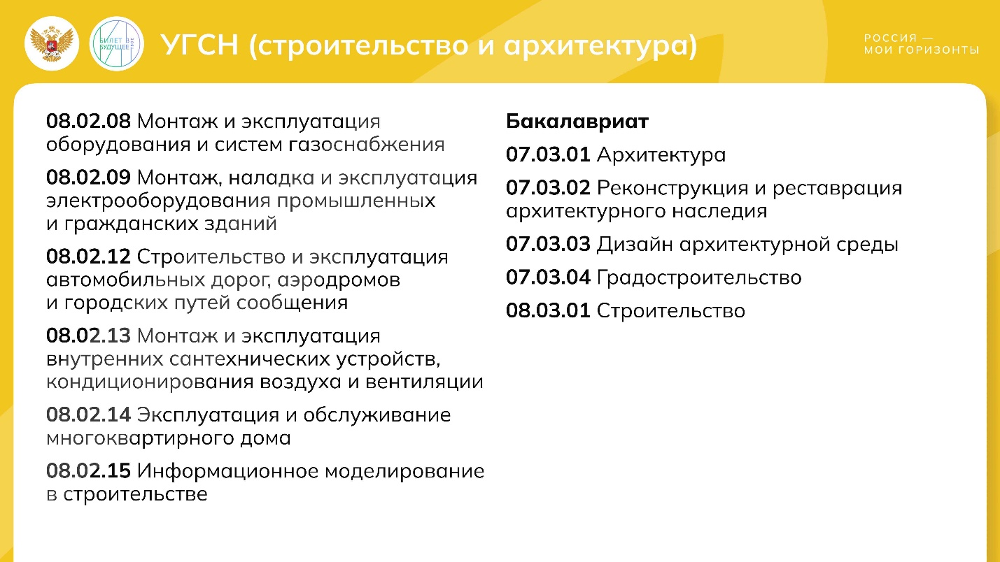 БИЛЕТ В
БУДУЩЕЕ
ТВОЁ
УГСН (строительство и архитектура)
РОССИЯ —
МОИ ГОРИЗОНТЫ
08.02.08 Монтаж и эксплуатация
оборудования и систем газоснабжения
08.02.09 Монтаж, наладка и эксплуатация
электрооборудования промышленных
и гражданских зданий
08.02.12 Строительство и эксплуатация
автомобильных дорог, аэродромов
и городских путей сообщения
08.02.13 Монтаж и эксплуатация
внутренних сантехнических устройств,
кондиционирования воздуха и вентиляции
08.02.14 Эксплуатация и обслуживание
многоквартирного дома
08.02.15 Информационное моделирование
в строительстве
Бакалавриат
07.03.01 Архитектура
07.03.02 Реконструкция и реставрация
архитектурного наследия
07.03.03 Дизайн архитектурной среды
07.03.04 Градостроительство
08.03.01 Строительство